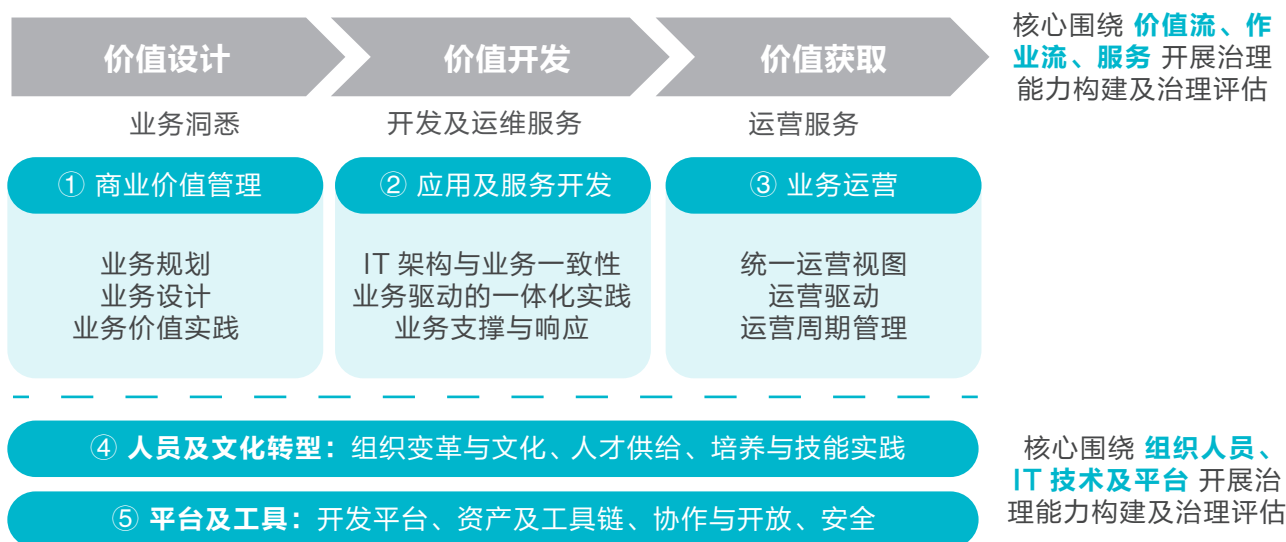 价值设计
价值开发
价值获取
核心围绕 价值流、作
业流、服务 开展治理
能力构建及治理评估
业务洞悉
开发及运维服务
运营服务
① 商业价值管理
② 应用及服务开发
③ 业务运营
业务规划
业务设计
业务价值实践
IT 架构与业务一致性
业务驱动的一体化实践
业务支撑与响应
统一运营视图
运营驱动
运营周期管理
④ 人员及文化转型：组织变革与文化、人才供给、培养与技能实践
⑤ 平台及工具：开发平台、资产及工具链、协作与开放、安全
核心围绕 组织人员、
IT 技术及平台 开展治
理能力构建及治理评估